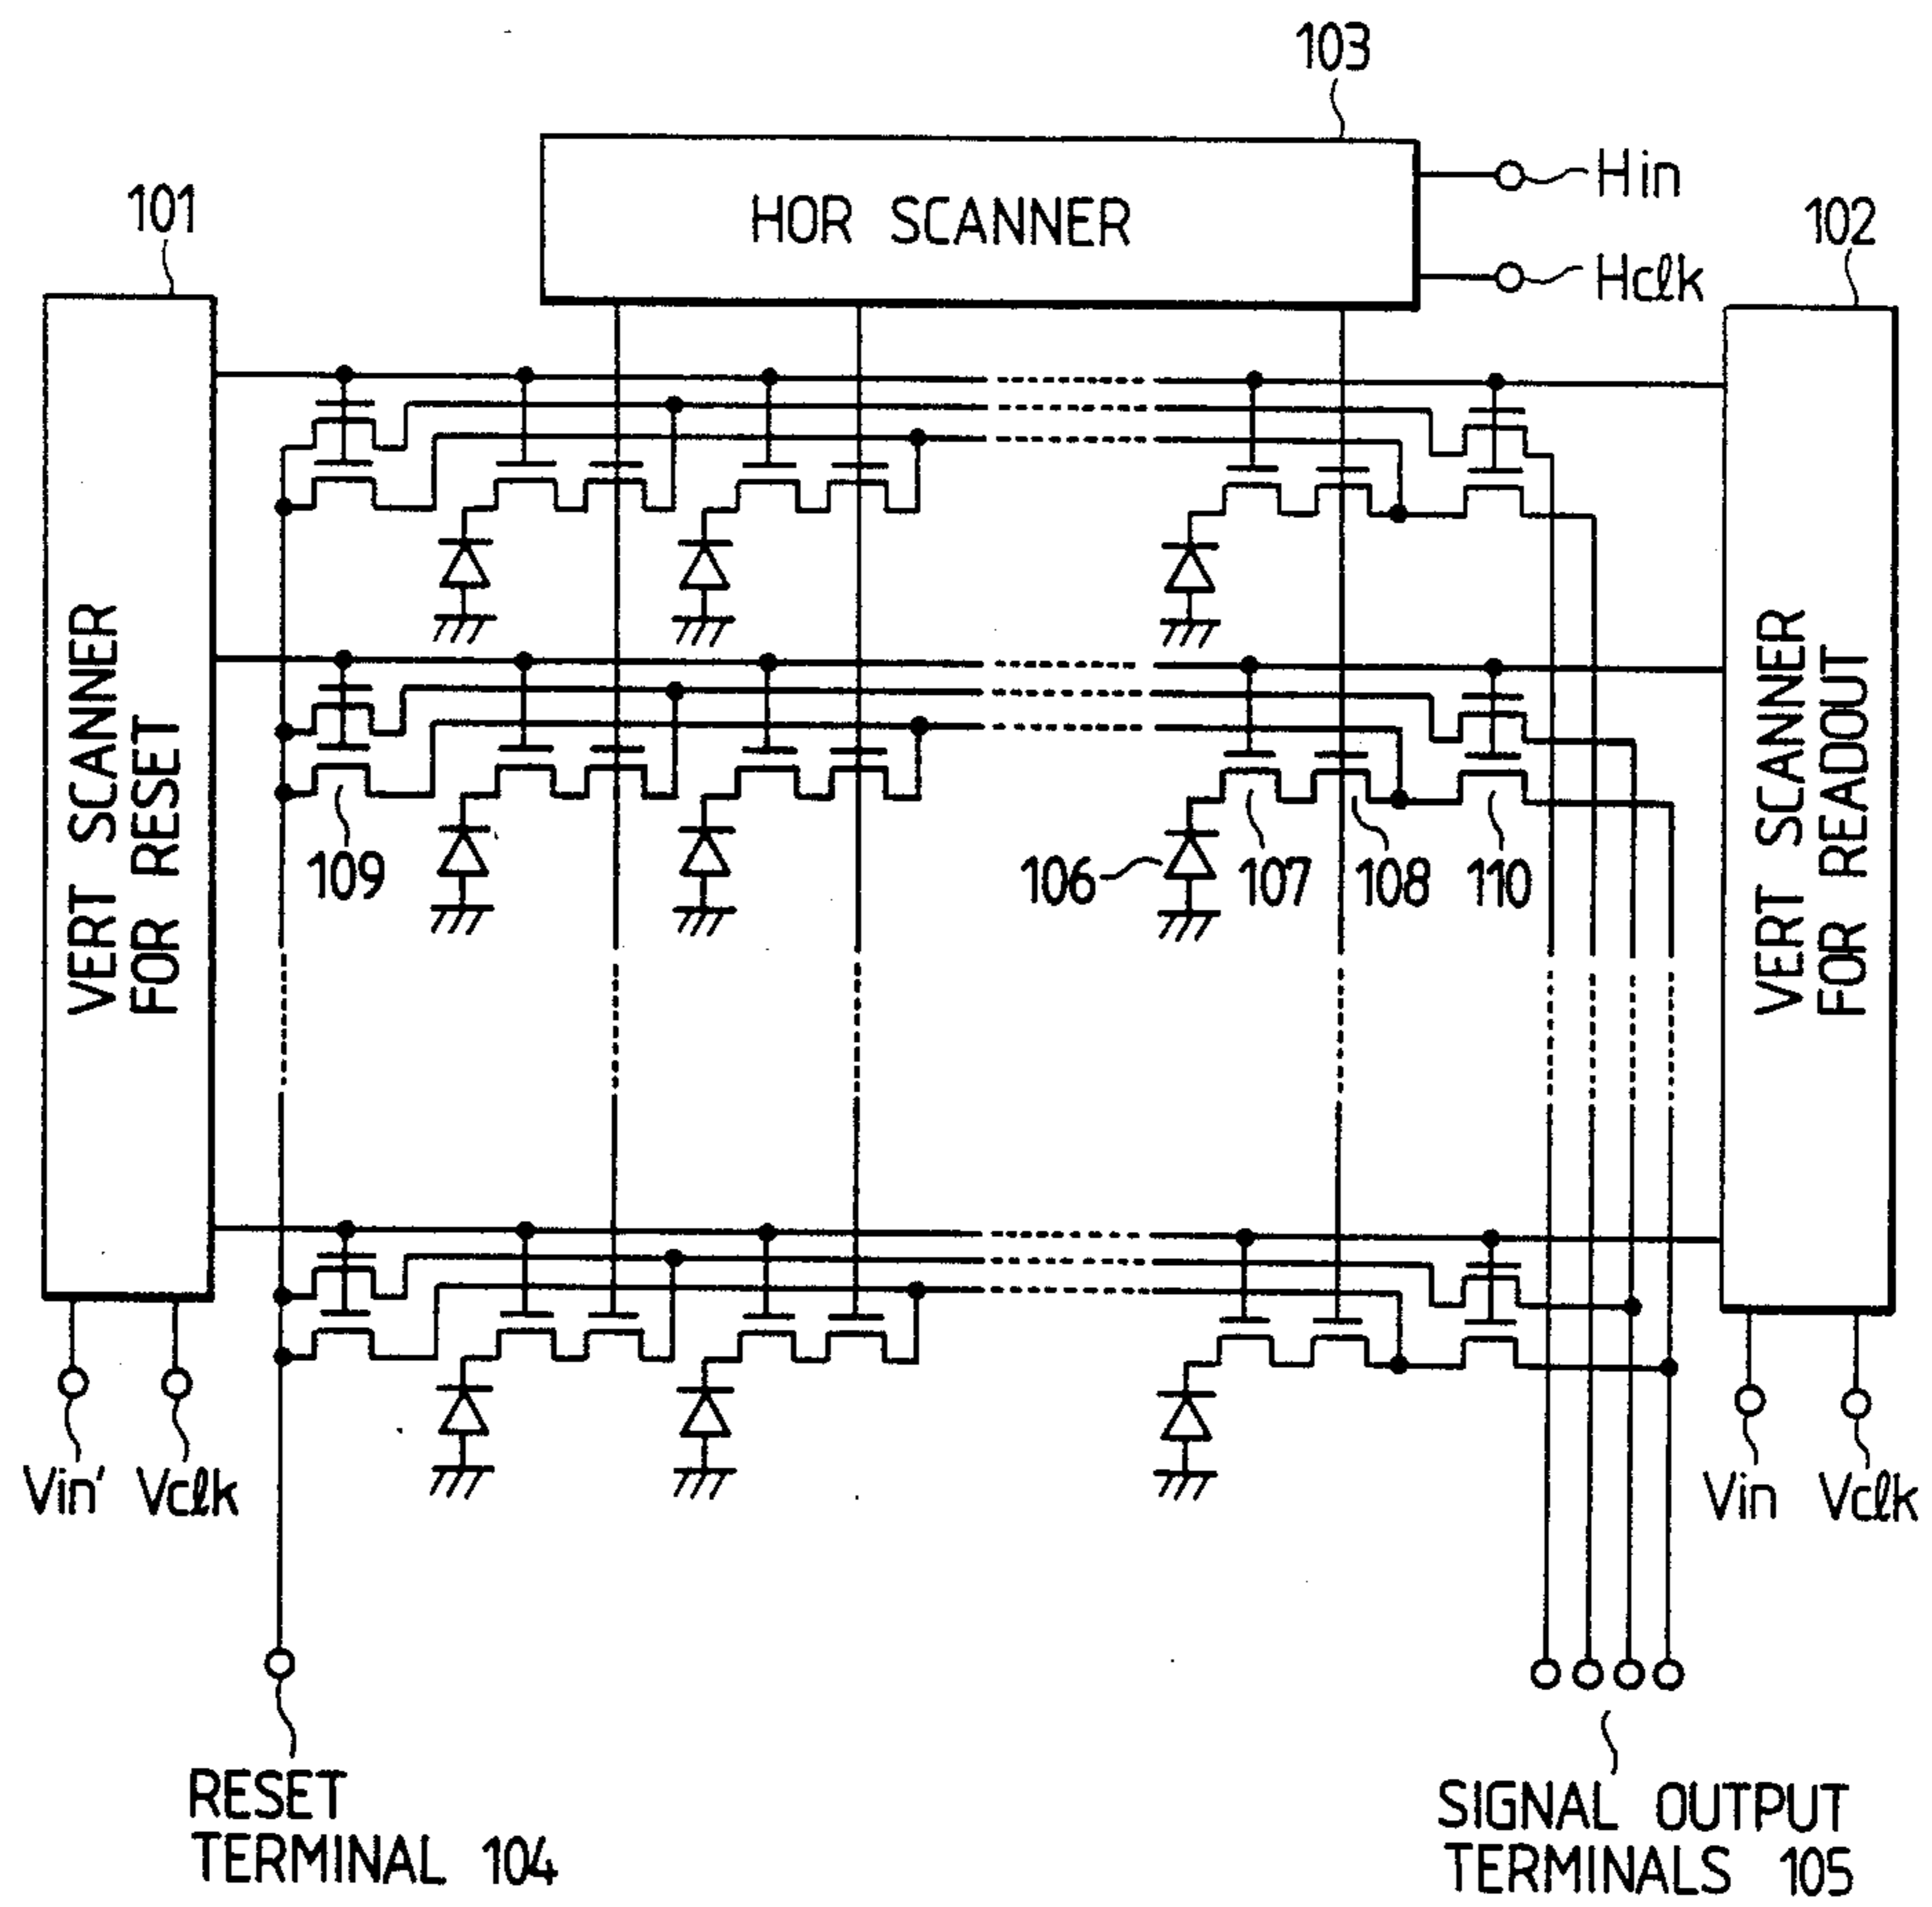 103
HOR SCANNER
Hin
Hclk
101
102
VERT SCANNER
FOR RESET
VERT SCANNER
FOR READOUT
109
106
107
108
110
Vin'
Vclk
Vin
Vclk
RESET
TERMINAL 104
SIGNAL OUTPUT
TERMINALS 105